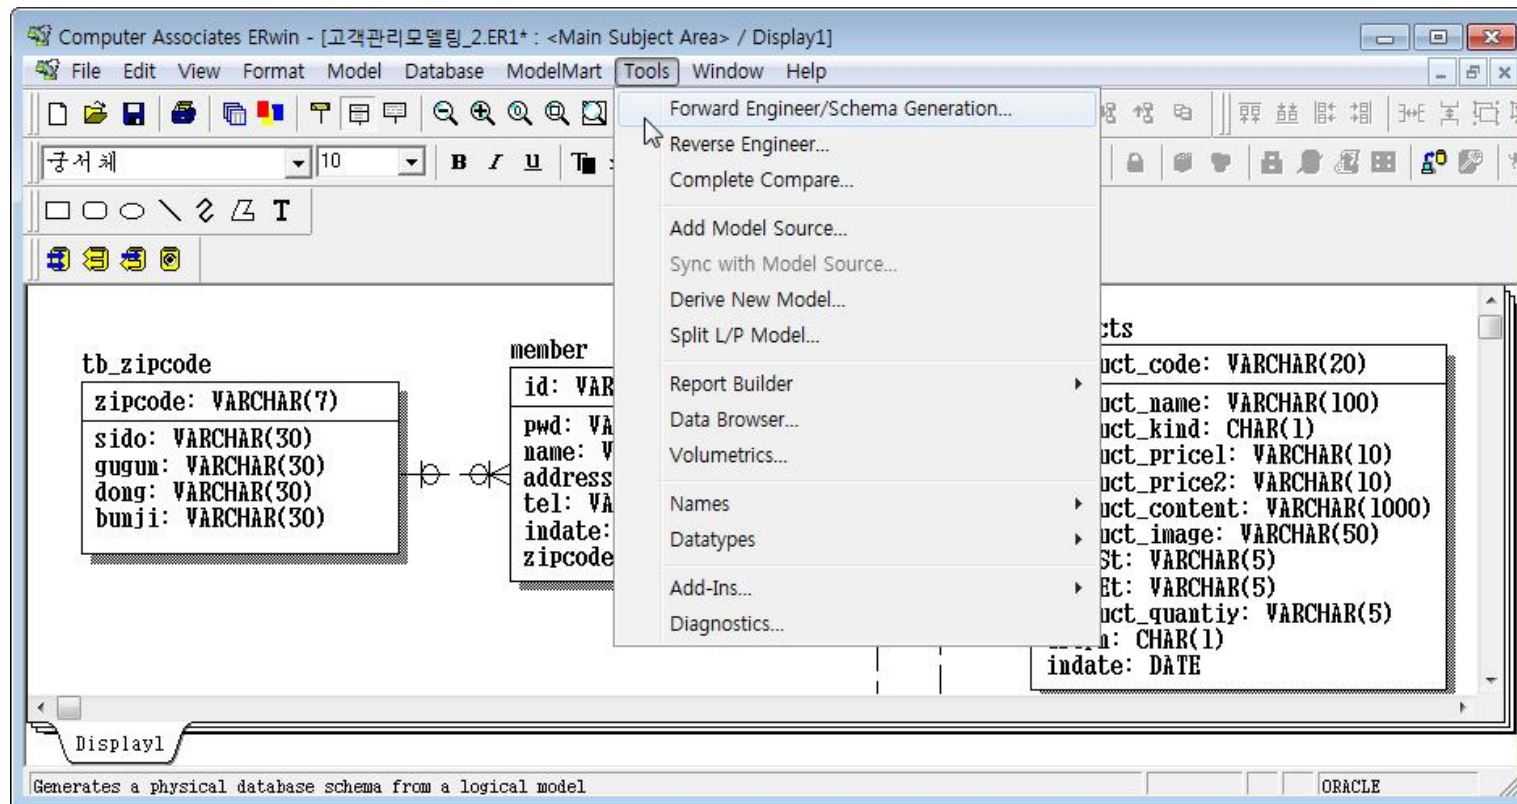 Computer Associates ERwin - [고객관리모델링_2.ER1* : <Main Subject Area> / Display1]
File Edit View Format Model Database ModelMart Tools Window Help
궁서체 10 B I U T
T
Forward Engineer/Schema Generation...
Reverse Engineer...
Complete Compare...
Add Model Source...
Sync with Model Source...
Derive New Model...
Split L/P Model...
Report Builder
Data Browser...
Volumetrics...
Names
Datatypes
Add-Ins...
Diagnostics...
tb_zipcode
zipcode: VARCHAR(7)
sido: VARCHAR(30)
gugun: VARCHAR(30)
dong: VARCHAR(30)
bunji: VARCHAR(30)
member
id: VAR
pwd: VA
name: V
address
tel: VA
indate:
zipcode
cts
uct_code: VARCHAR(20)
uct_name: VARCHAR(100)
uct_kind: CHAR(1)
uct_price1: VARCHAR(10)
uct_price2: VARCHAR(10)
uct_content: VARCHAR(1000)
uct_image: VARCHAR(50)
St: VARCHAR(5)
Et: VARCHAR(5)
uct_quantiy: VARCHAR(5)
: CHAR(1)
indate: DATE
Display1
Generates a physical database schema from a logical model
ORACLE